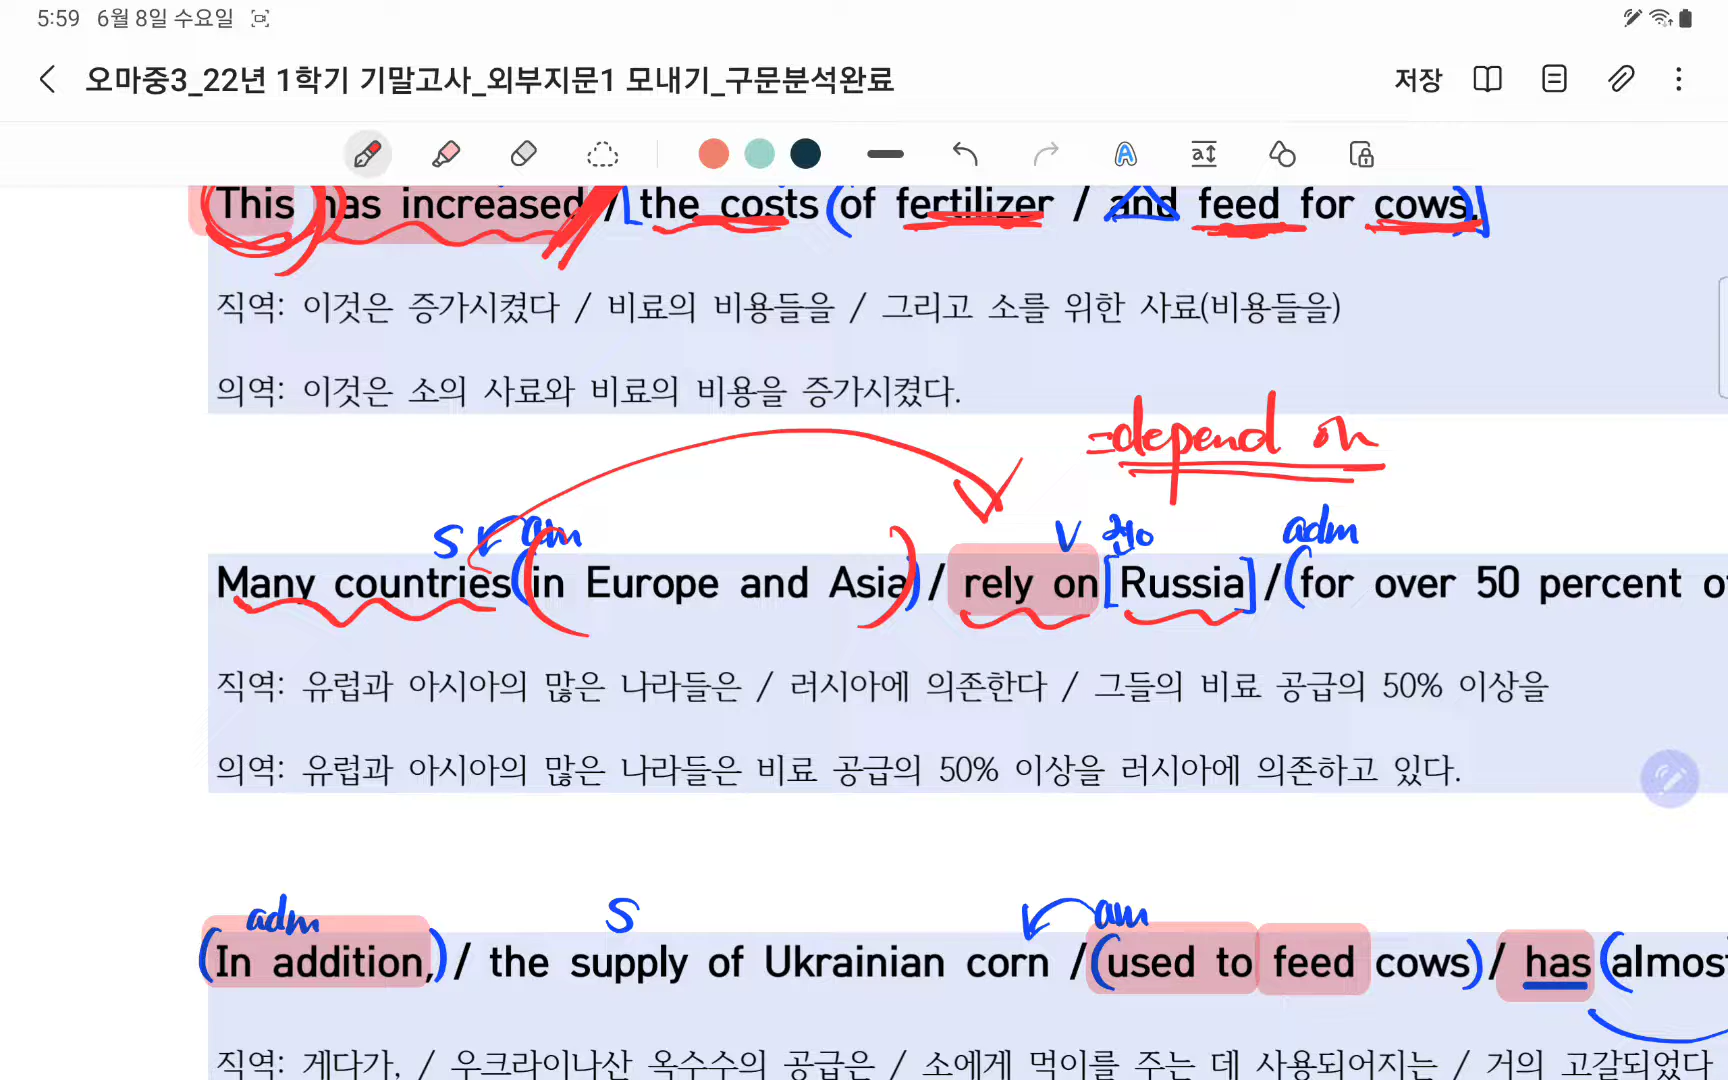 5:59 6월 8일 수요일
오마중3_22년 1학기 기말고사_외부지문1 모내기_구문분석완료 저장
This has increased / [the costs (of fertilizer / and feed for cows.)]
직역: 이것은 증가시켰다 / 비료의 비용들을 / 그리고 소를 위한 사료(비용들을)
의역: 이것은 소의 사료와 비료의 비용을 증가시켰다.
=depend on
S am V adm
Many countries (in Europe and Asia) / rely on [Russia] / (for over 50 percent o
직역: 유럽과 아시아의 많은 나라들은 / 러시아에 의존한다 / 그들의 비료 공급의 50% 이상을
의역: 유럽과 아시아의 많은 나라들은 비료 공급의 50% 이상을 러시아에 의존하고 있다.
adm S am
(In addition,) / the supply of Ukrainian corn / (used to feed cows) / has (almos
직역: 게다가, / 우크라이나산 옥수수의 공급은 / 소에게 먹이를 주는 데 사용되어지는 / 거의 고갈되었다